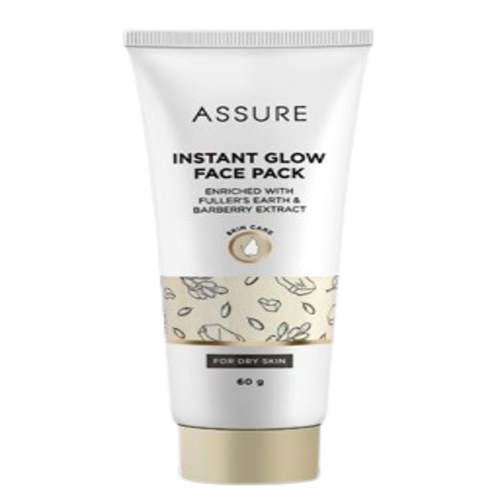 ASSURE
INSTANT GLOW
FACE PACK
ENRICHED WITH
FULLER'S EARTH &
BARBERRY EXTRACT
SKIN CARE
FOR DRY SKIN
60 g